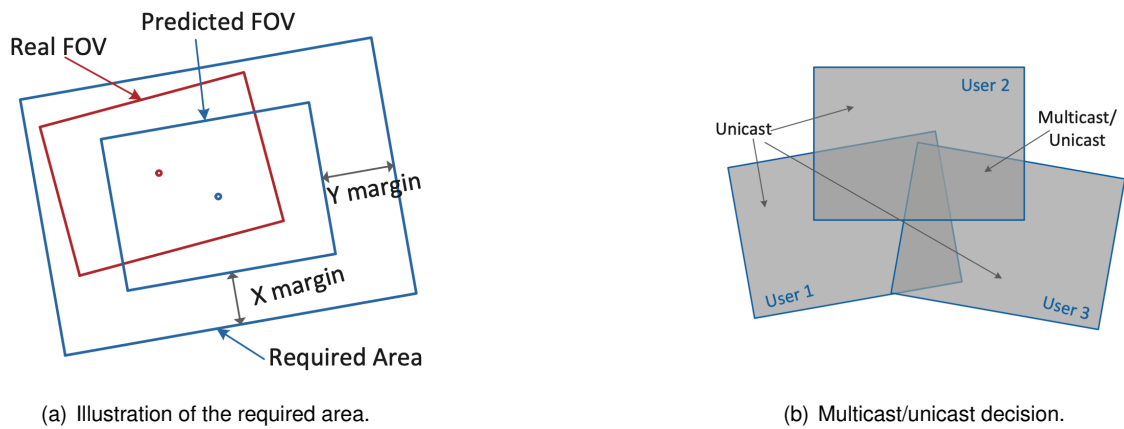 Predicted FOV
Real FOV
Y margin
X margin
Required Area
(a) Illustration of the required area.
User 2
Unicast
Multicast/
Unicast
User 1
User 3
(b) Multicast/unicast decision.